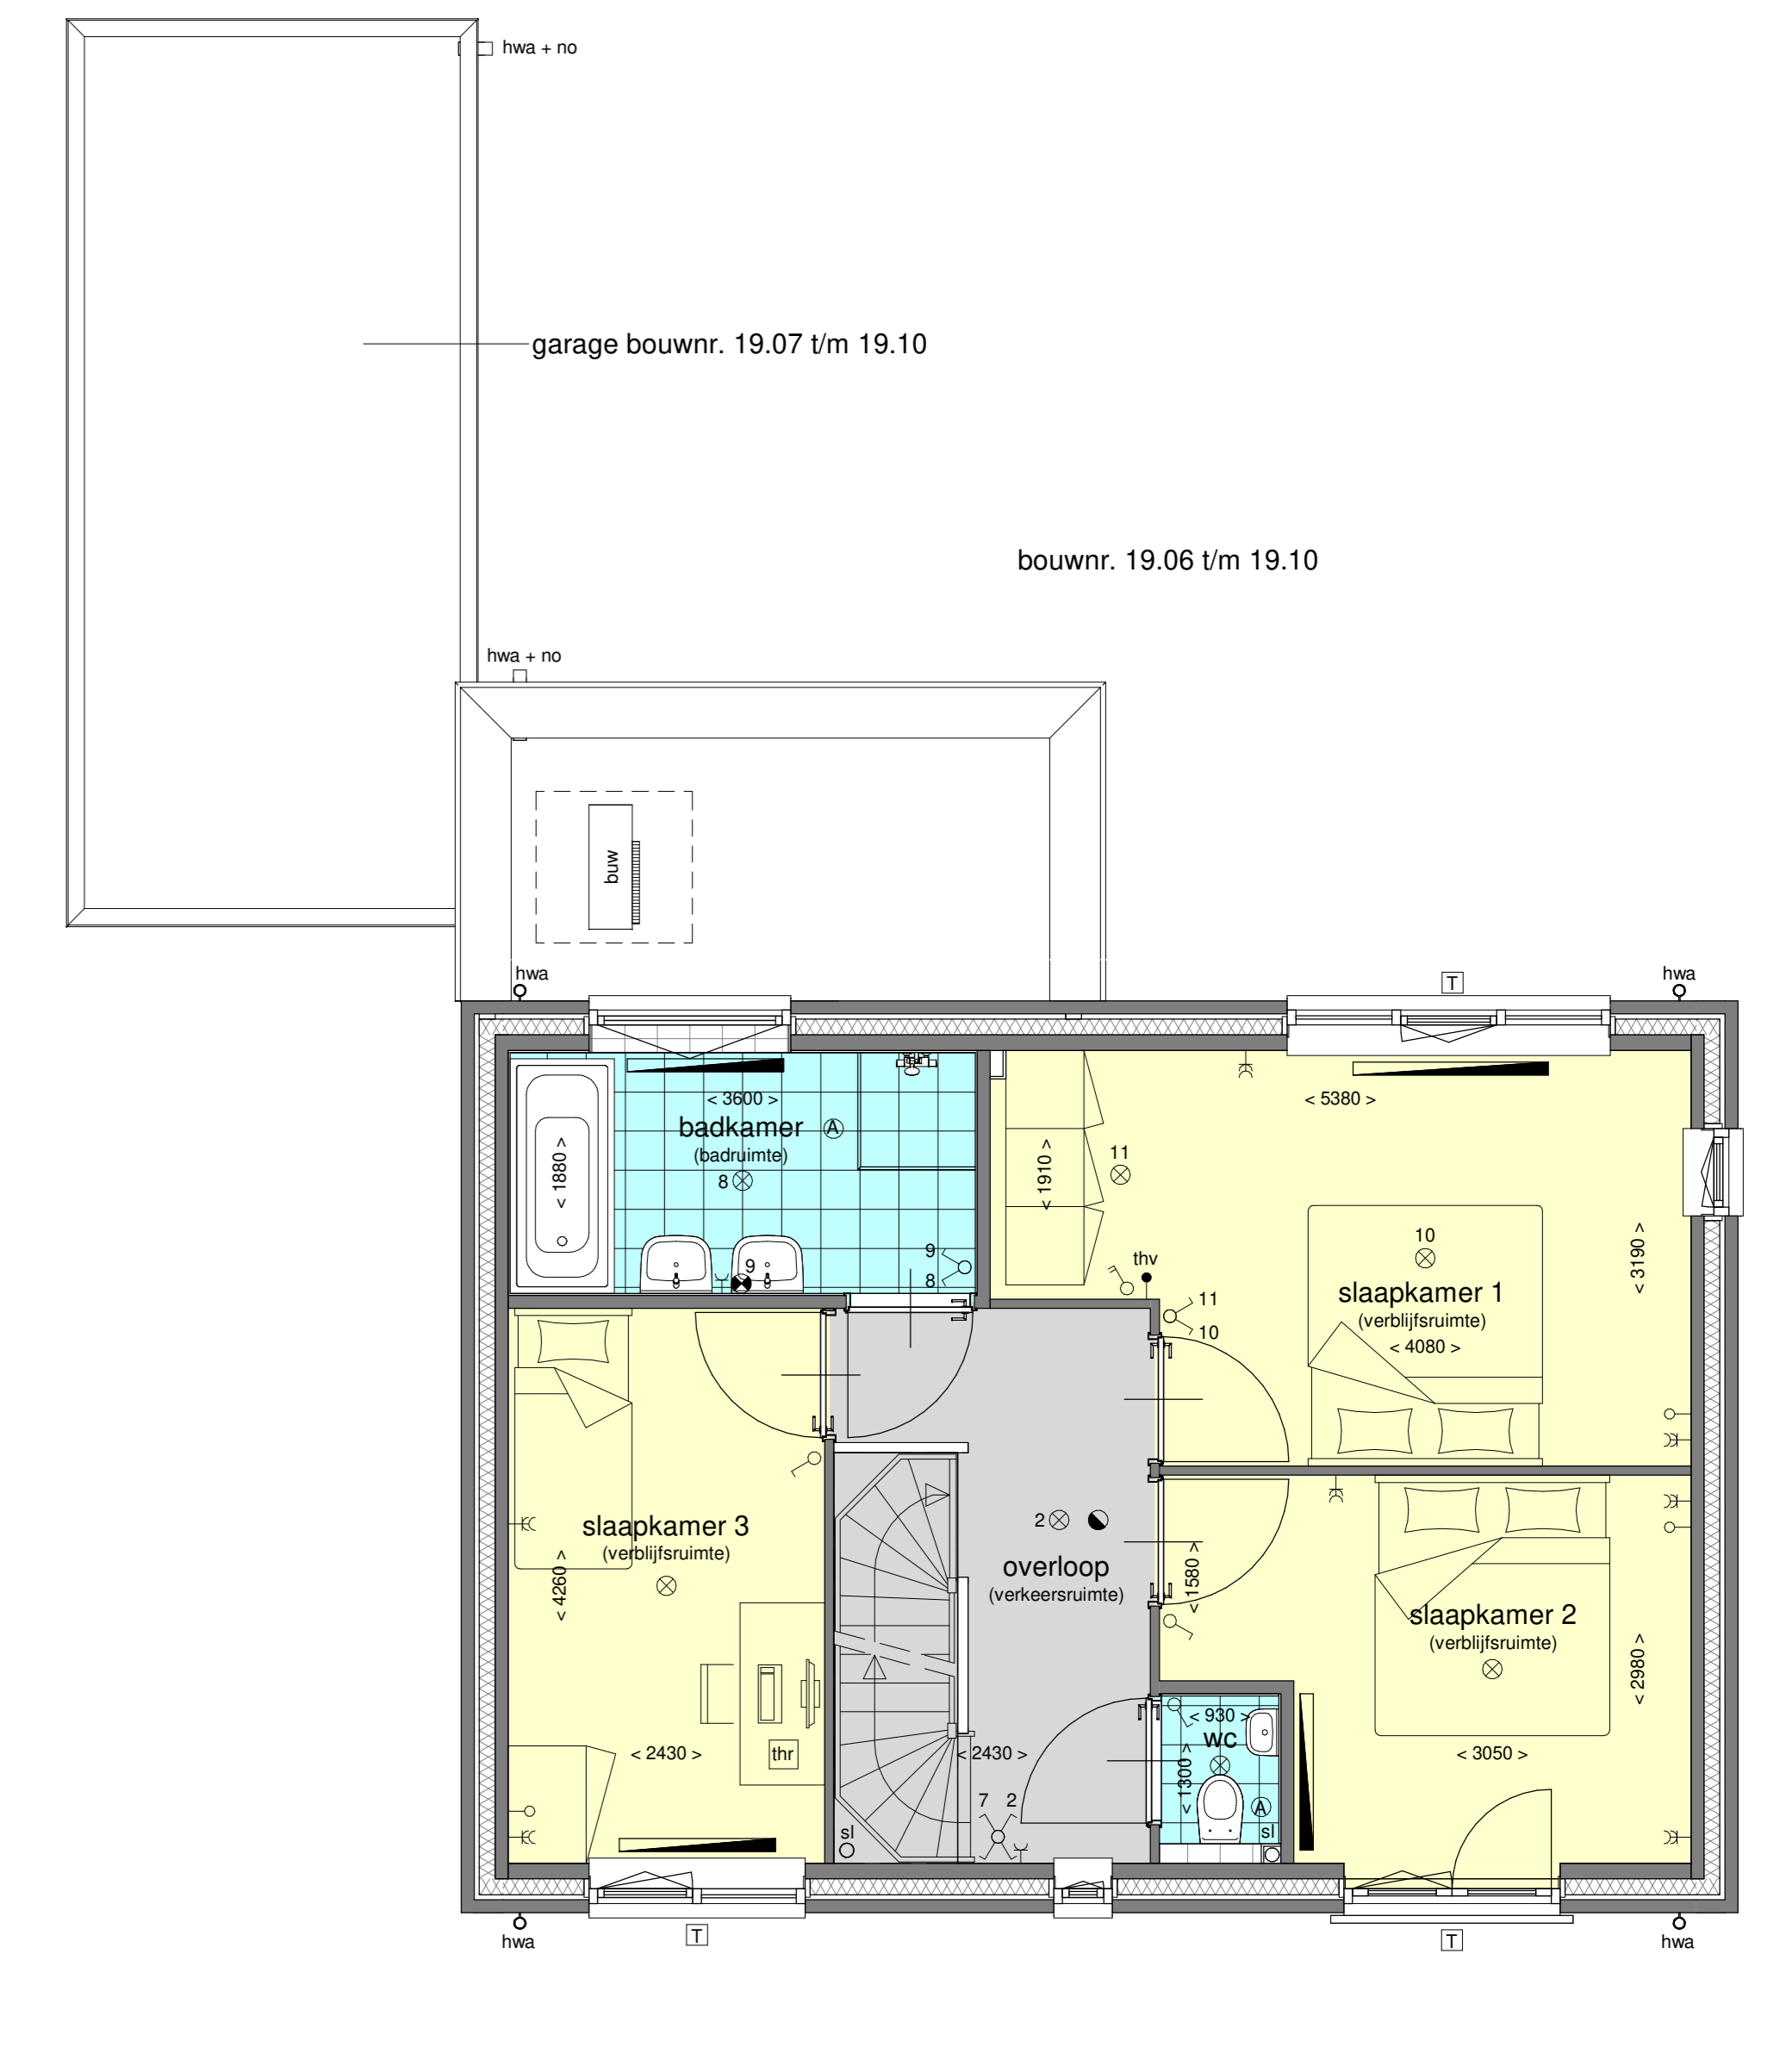 hwa + no
garage bouwnr. 19.07 t/m 19.10
bouwnr. 19.06 t/m 19.10
hwa + no
buw
hwa
T
hwa
< 3600 >
badkamer
A
(badruimte)
8
< 1880 >
9
9
8
< 5380 >
11
< 1910 >
10
thv
< 3190 >
slaapkamer 1
(verblijfsruimte)
< 4080 >
11
10
slaapkamer 3
(verblijfsruimte)
< 4260 >
< 2430 >
thr
2
overloop
(verkeersruimte)
< 2430 >
7
2
sl
< 1580 >
slaapkamer 2
(verblijfsruimte)
< 2980 >
< 3050 >
< 930 >
wc
< 1300 >
A
sl
hwa
T
T
hwa